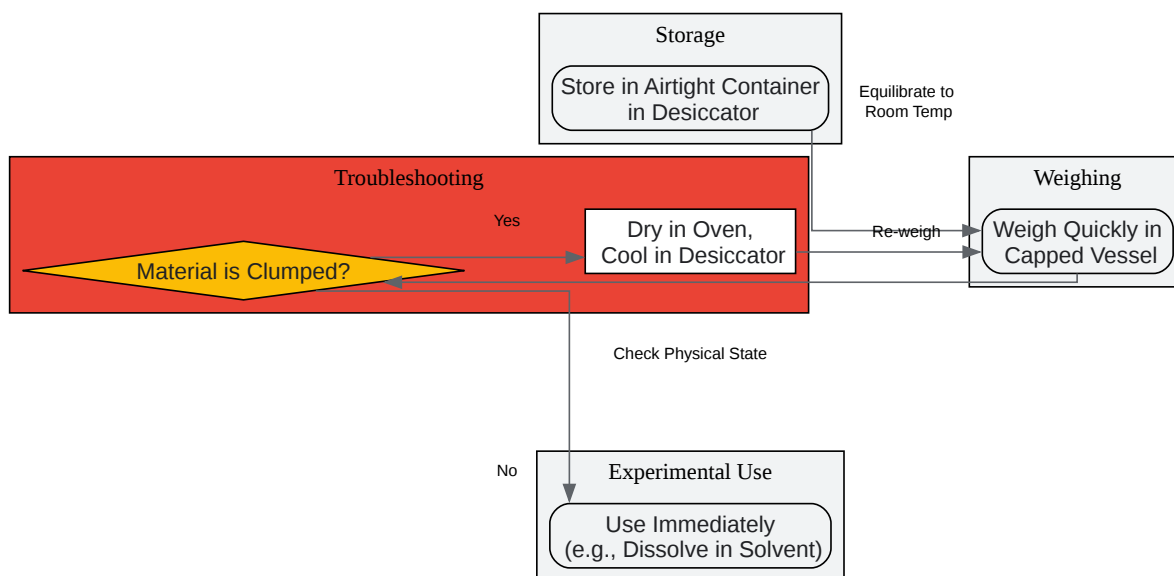 Storage
Store in Airtight Container
in Desiccator
Equilibrate to
Room Temp
Troubleshooting
Weighing
Yes
Dry in Oven,
Cool in Desiccator
Re-weigh
Weigh Quickly in
Capped Vessel
Material is Clumped?
Check Physical State
No
Experimental Use
Use Immediately
(e.g., Dissolve in Solvent)